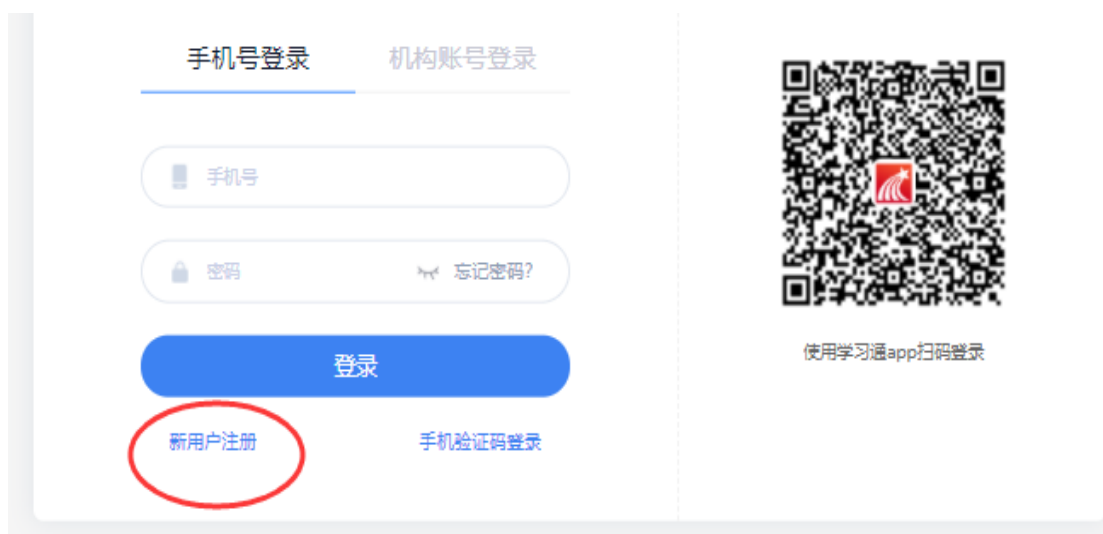 手机号登录
机构账号登录
手机号
密码
忘记密码?
登录
新用户注册
手机验证码登录
使用学习通app扫码登录